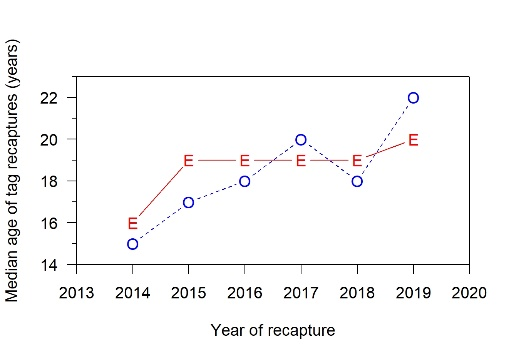 Median age of tag recaptures (years)
22
20
18
16
14
O
E
O
E
E
E
E
O
O
O
E
O
2013 2014 2015 2016 2017 2018 2019 2020
Year of recapture